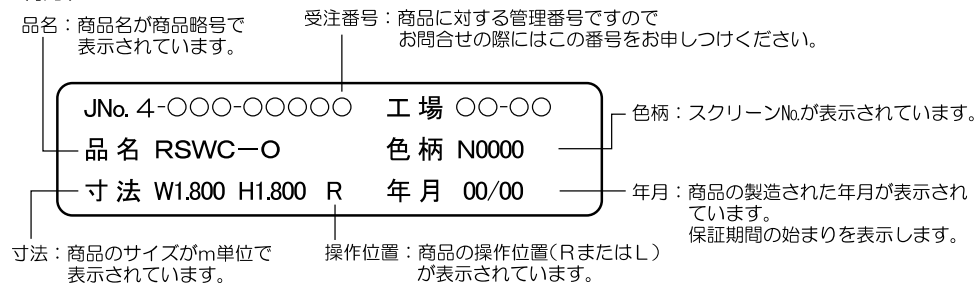 品名：商品名が商品略号で
表示されています。
受注番号：商品に対する管理番号ですので
お問合せの際にはこの番号をお申しつけください。
JNo. 4-○○○-○○○○○ 工場 ○○-○○
品名 RSWC－O 色柄 N0000
寸法 W1.800 H1.800 R 年月 00/00
色柄：スクリーン№が表示されています。
年月：商品の製造された年月が表示され
ています。
保証期間の始まりを表示します。
寸法：商品のサイズがm単位で
表示されています。
操作位置：商品の操作位置（RまたはL）
が表示されています。